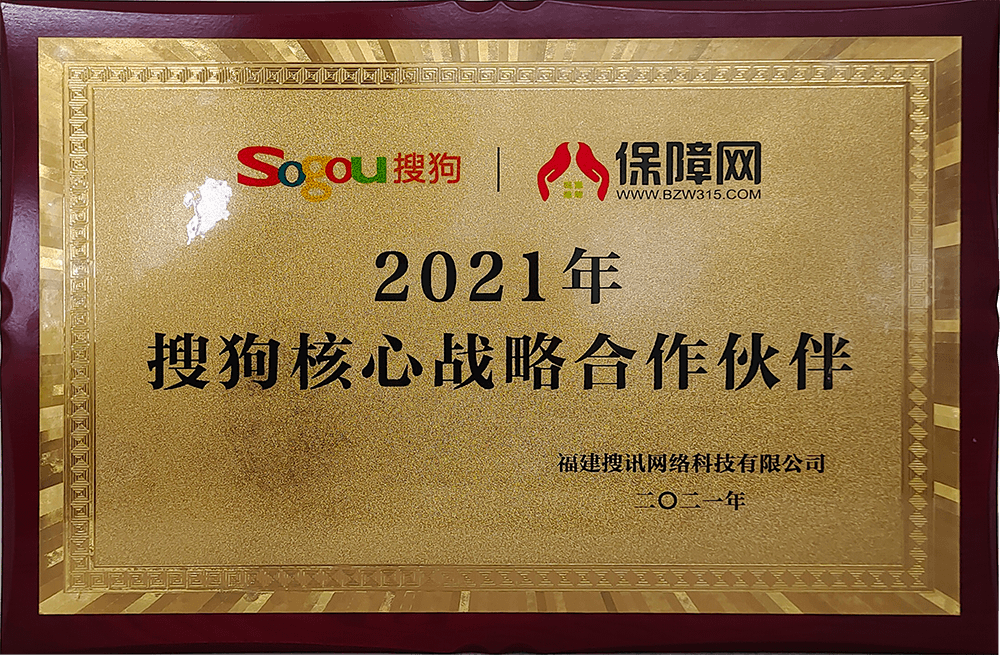 Sogou搜狗 | 保障网
WWW.BZW315.COM
2021年
搜狗核心战略合作伙伴
福建搜讯网络科技有限公司
二〇二一年